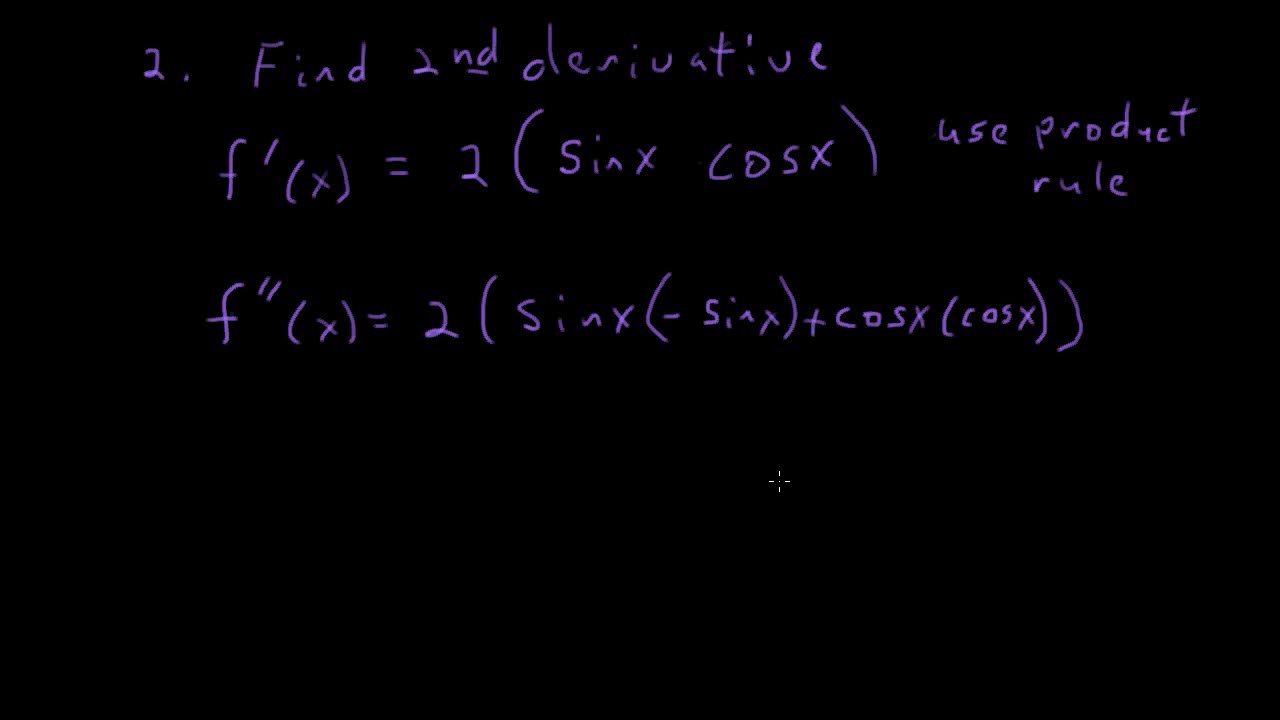 2. Find 2nd derivative
f'(x) = 2(sinx cosx) use product rule
f''(x) = 2(sinx(-sinx)+cosx(cosx))